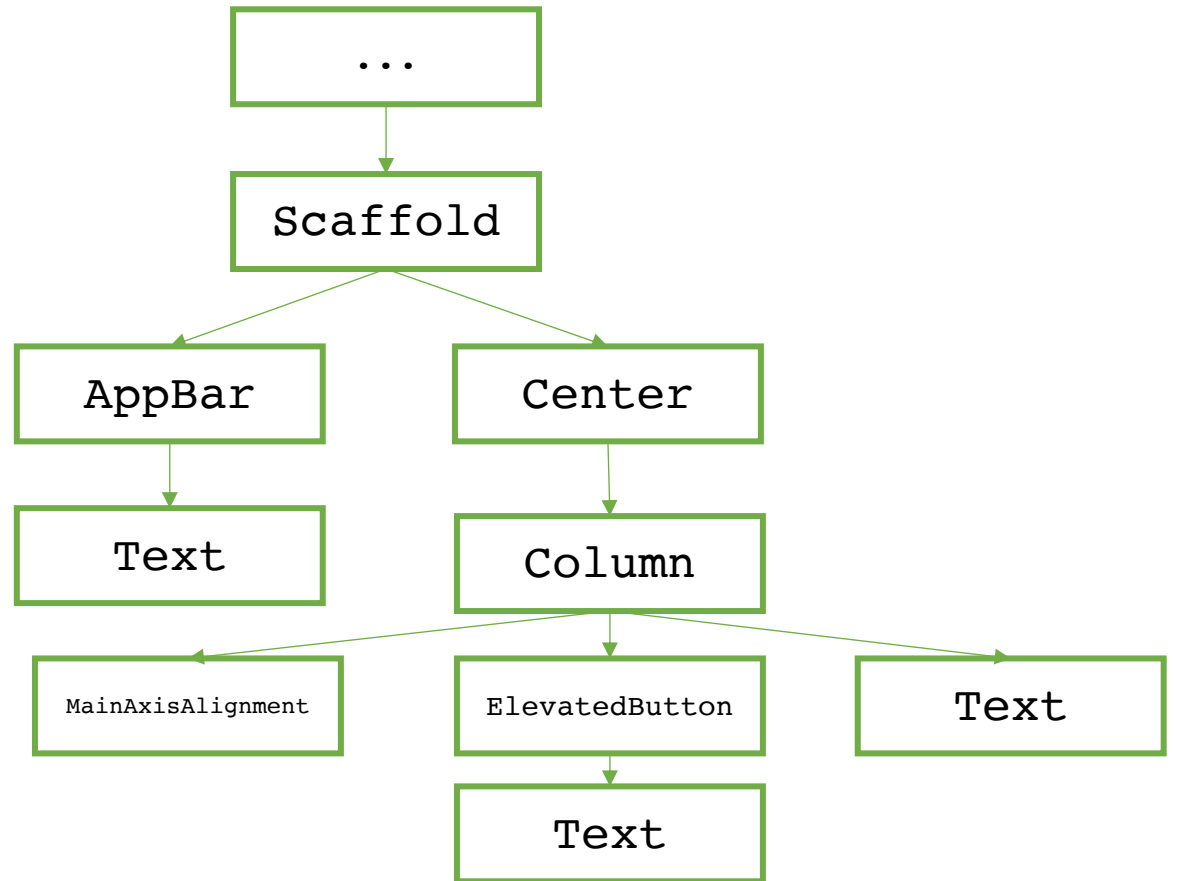 ...
Scaffold
AppBar
Center
Text
Column
MainAxisAlignment
ElevatedButton
Text
Text